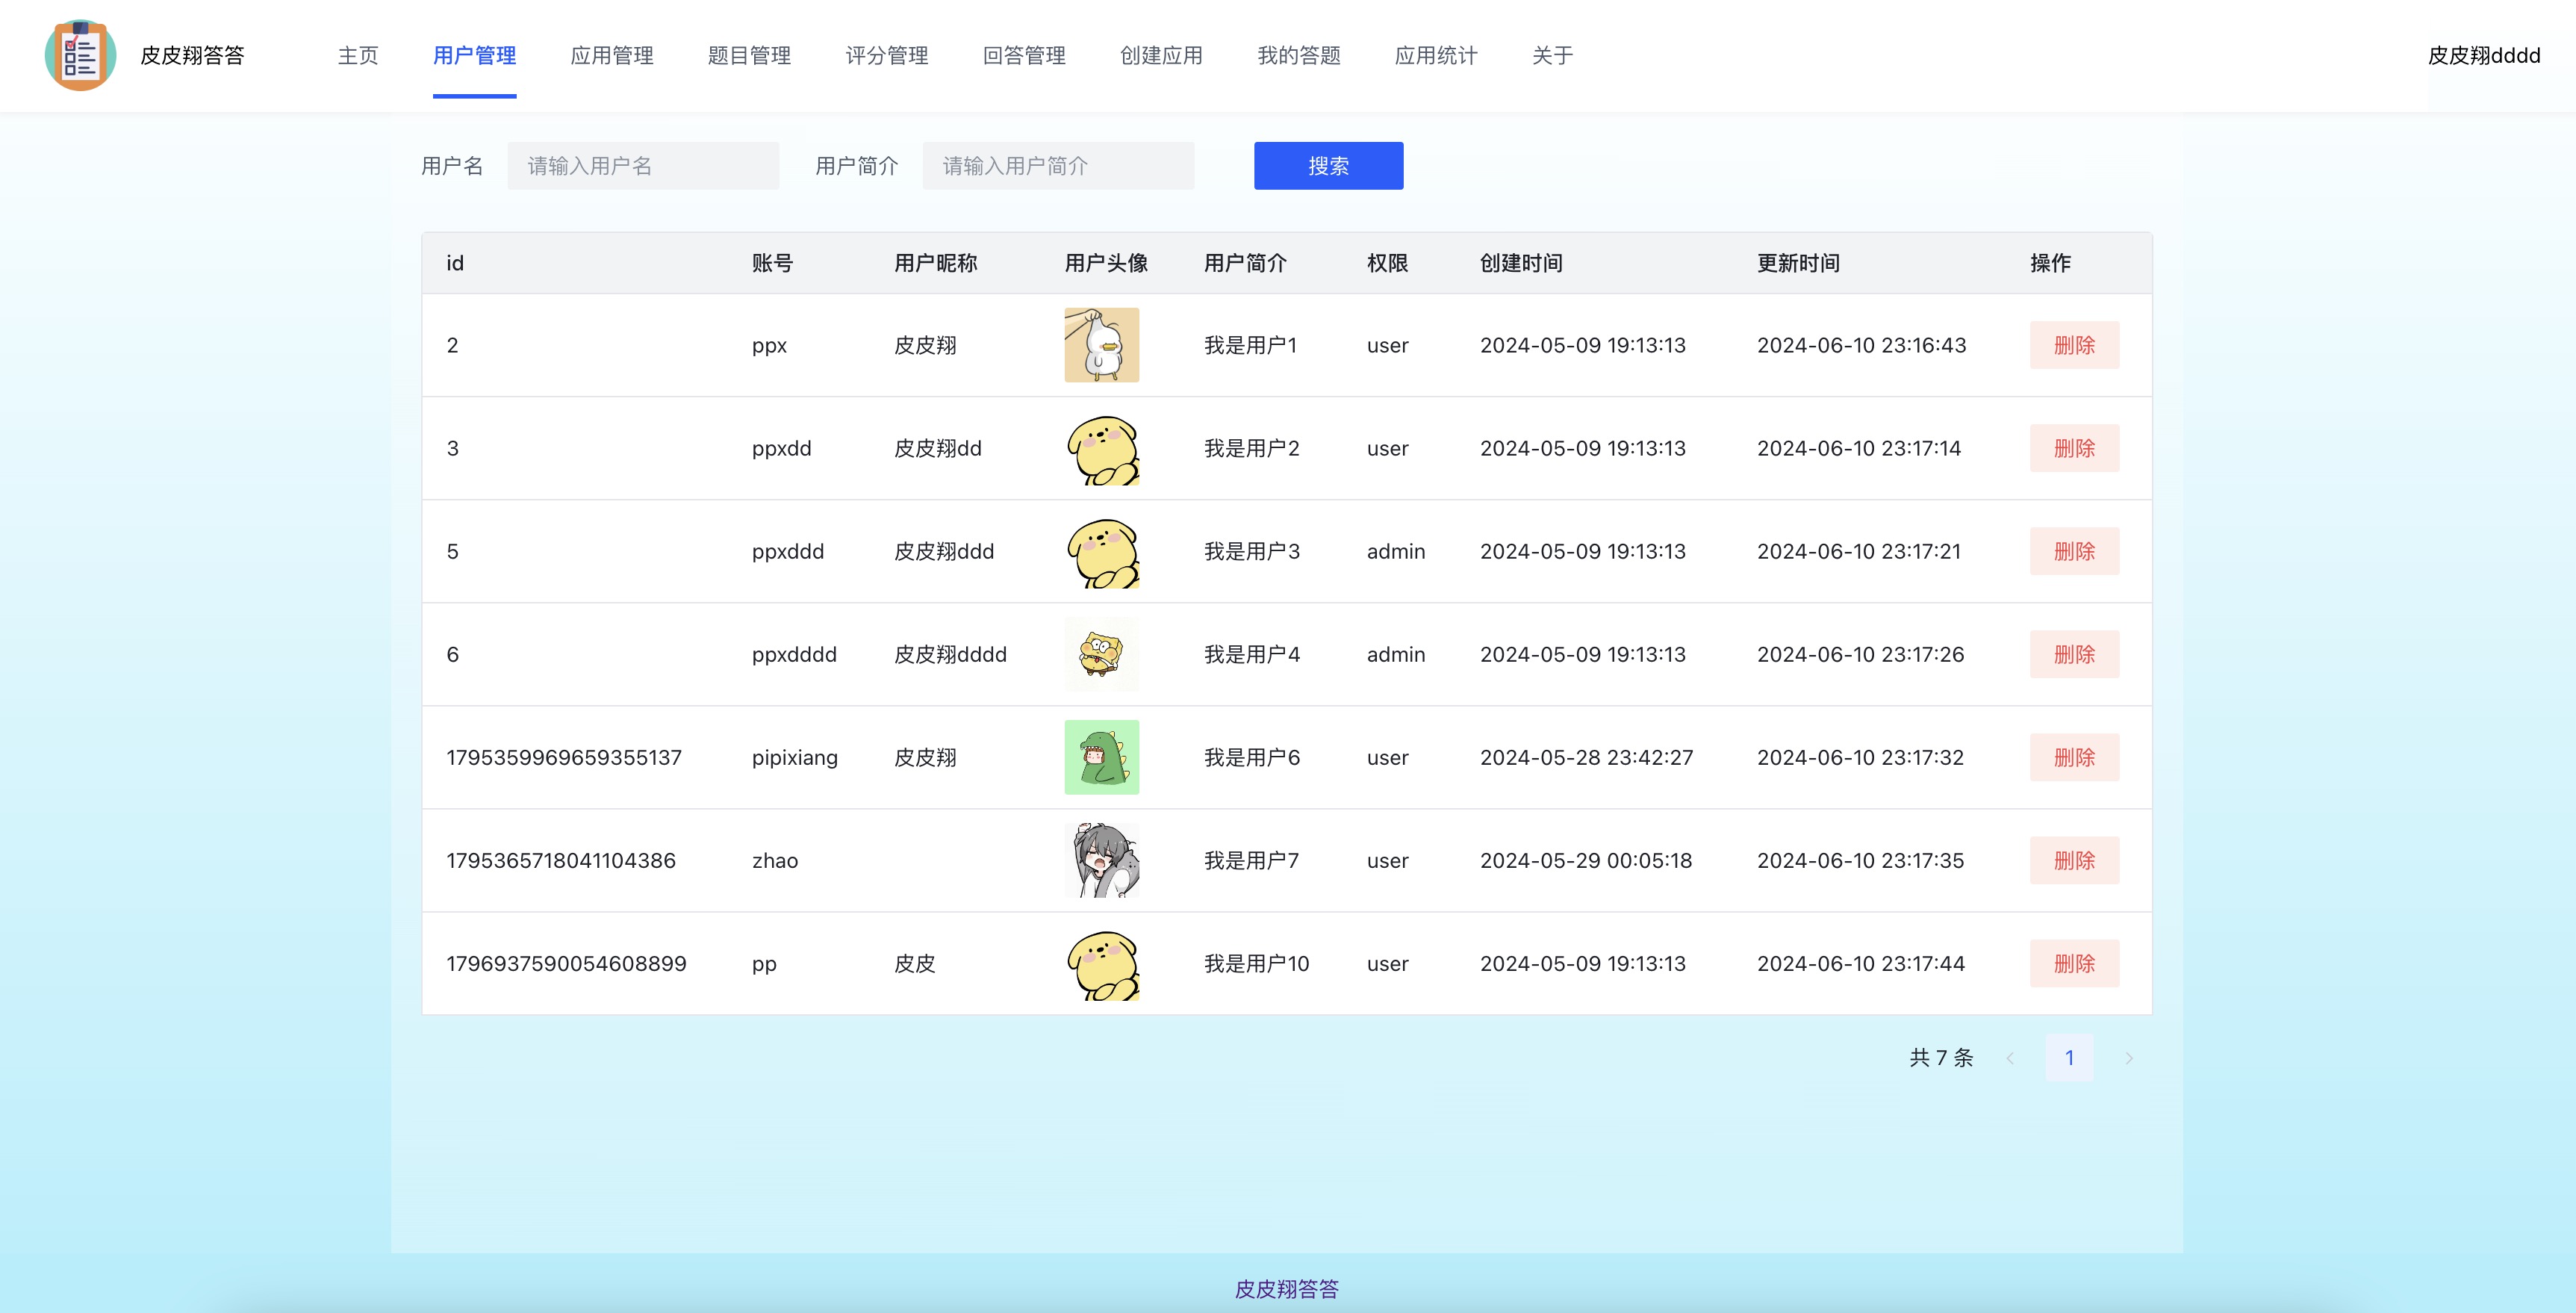 皮皮翔答答 主页 用户管理 应用管理 题目管理 评分管理 回答管理 创建应用 我的答题 应用统计 关于 皮皮翔dddd
用户名 请输入用户名 用户简介 请输入用户简介 搜索
id 账号 用户昵称 用户头像 用户简介 权限 创建时间 更新时间 操作
2 ppx 皮皮翔 我是用户1 user 2024-05-09 19:13:13 2024-06-10 23:16:43 删除
3 ppxdd 皮皮翔dd 我是用户2 user 2024-05-09 19:13:13 2024-06-10 23:17:14 删除
5 ppxddd 皮皮翔ddd 我是用户3 admin 2024-05-09 19:13:13 2024-06-10 23:17:21 删除
6 ppxdddd 皮皮翔dddd 我是用户4 admin 2024-05-09 19:13:13 2024-06-10 23:17:26 删除
1795359969659355137 pipixiang 皮皮翔 我是用户6 user 2024-05-28 23:42:27 2024-06-10 23:17:32 删除
1795365718041104386 zhao 我是用户7 user 2024-05-29 00:05:18 2024-06-10 23:17:35 删除
1796937590054608899 pp 皮皮 我是用户10 user 2024-05-09 19:13:13 2024-06-10 23:17:44 删除
共 7 条 1
皮皮翔答答